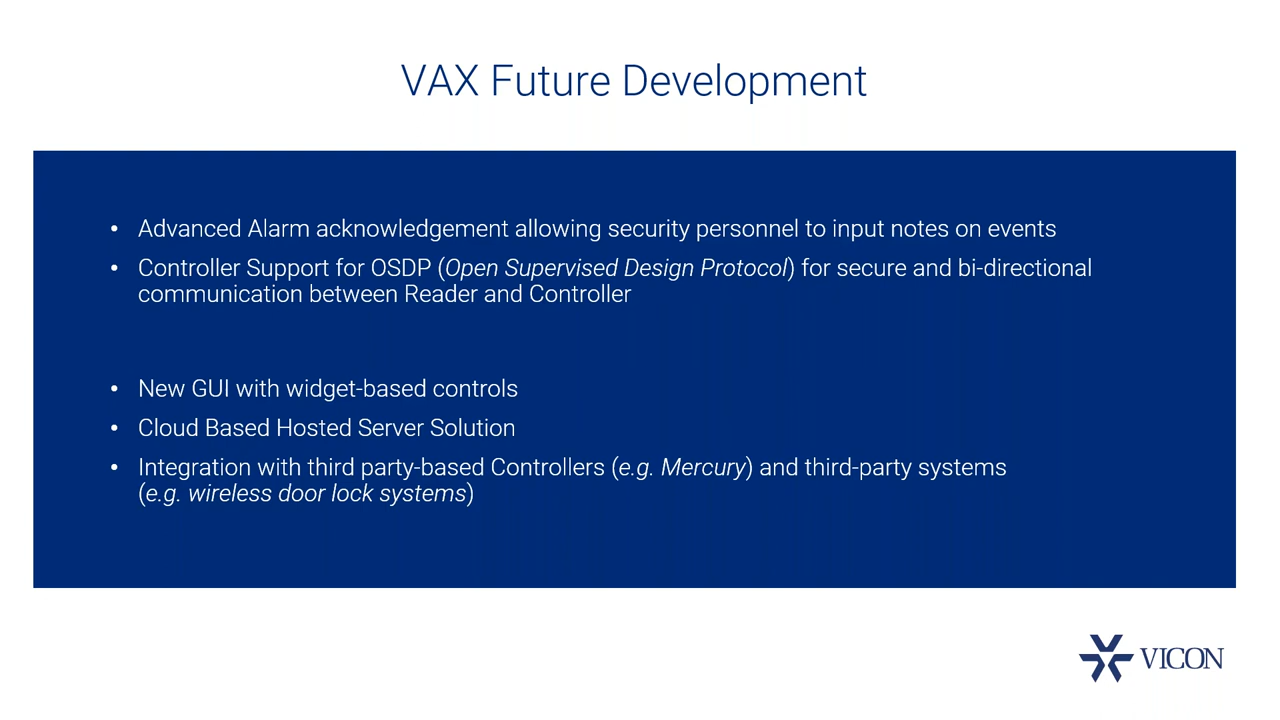 VAX Future Development
• Advanced Alarm acknowledgement allowing security personnel to input notes on events
• Controller Support for OSDP (Open Supervised Design Protocol) for secure and bi-directional
communication between Reader and Controller
• New GUI with widget-based controls
• Cloud Based Hosted Server Solution
• Integration with third party-based Controllers (e.g. Mercury) and third-party systems
(e.g. wireless door lock systems)
VICON